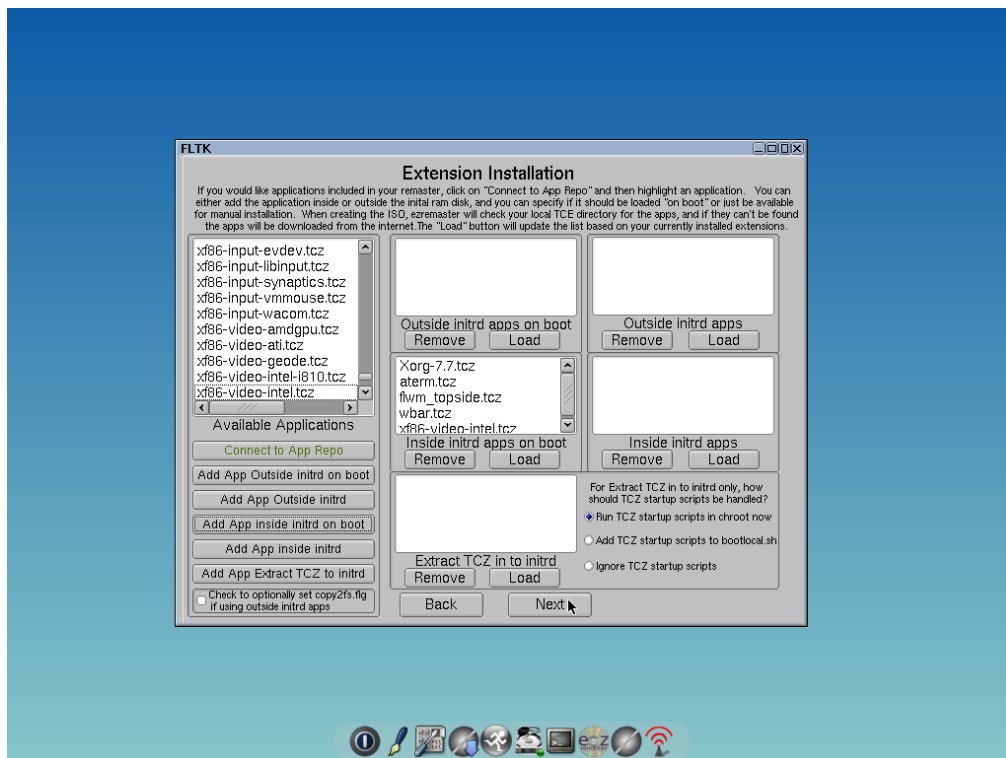 FLTK
Extension Installation
If you would like applications included in your remaster, click on "Connect to App Repo" and then highlight an application. You can
either add the application inside or outside the inital ram disk, and you can specify if it should be loaded "on boot" or just be available
for manual installation. When creating the ISO, ezremaster will check your local TCE directory for the apps, and if they can't be found
the apps will be downloaded from the internet.The "Load" button will update the list based on your currently installed extensions.
xf86-input-evdev.tcz
xf86-input-libinput.tcz
xf86-input-synaptics.tcz
xf86-input-vmmouse.tcz
xf86-input-wacom.tcz
xf86-video-amdgpu.tcz
xf86-video-ati.tcz
xf86-video-geode.tcz
xf86-video-intel-i810.tcz
xf86-video-intel.tcz
Available Applications
Connect to App Repo
Add App Outside initrd on boot
Add App Outside initrd
Add App inside initrd on boot
Add App inside initrd
Add App Extract TCZ to initrd
Check to optionally set copy2fs.flg
if using outside initrd apps
Outside initrd apps on boot
Remove Load
Outside initrd apps
Remove Load
Xorg-7.7.tcz
aterm.tcz
flwm_topside.tcz
wbar.tcz
xf86-video-intel.tcz
Inside initrd apps on boot
Remove Load
Inside initrd apps
Remove Load
Extract TCZ in to initrd
Remove Load
For Extract TCZ in to initrd only, how
should TCZ startup scripts be handled?
Run TCZ startup scripts in chroot now
Add TCZ startup scripts to bootlocal.sh
Ignore TCZ startup scripts
Back Next